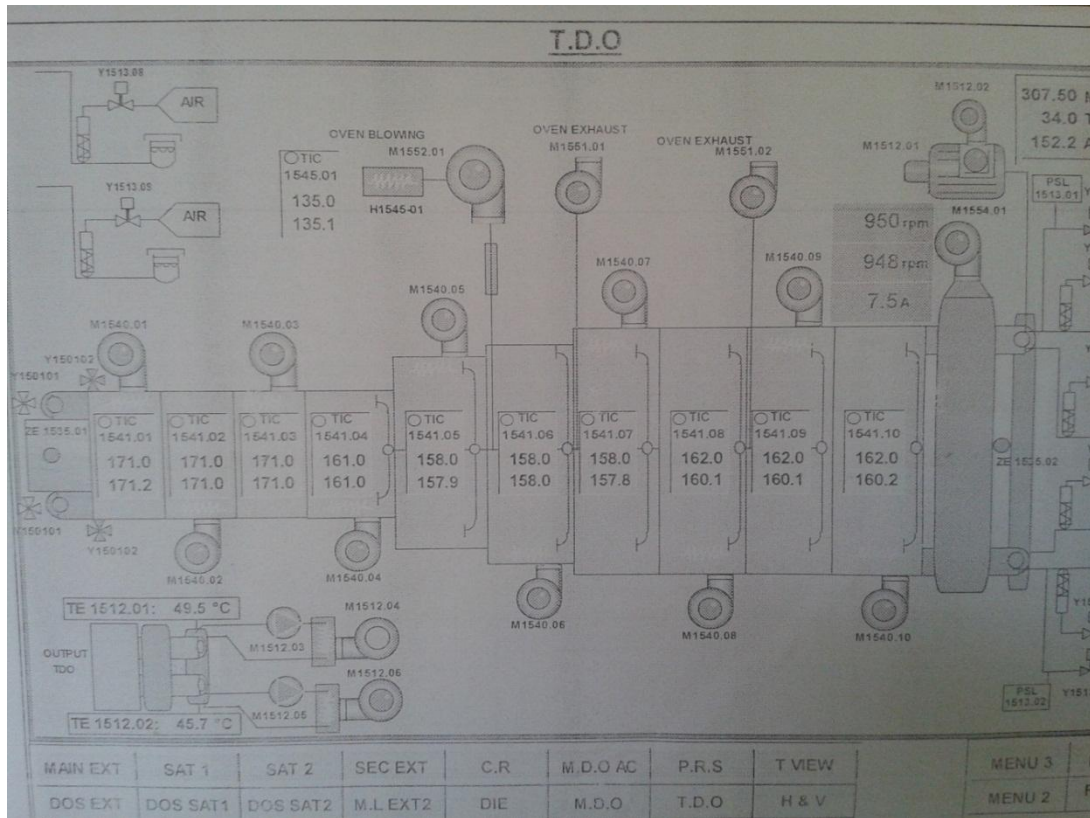 T.D.O
Y1513.08
AIR
Y1513.09
AIR
OVEN BLOWING
M1552.01
TIC
1545.01
135.0
135.1
H1545-01
OVEN EXHAUST
M1551.01
OVEN EXHAUST
M1551.02
M1512.02
M1512.01
307.50
34.0
152.2
PSL
1513.01
M1554.01
950 rpm
948 rpm
7.5A
M1540.01
M1540.03
M1540.05
M1540.07
M1540.09
Y150102
Y150101
ZE 1535.01
TIC
1541.01
171.0
171.2
TIC
1541.02
171.0
171.0
TIC
1541.03
171.0
171.0
TIC
1541.04
161.0
161.0
TIC
1541.05
158.0
157.9
TIC
1541.06
158.0
158.0
TIC
1541.07
158.0
157.8
TIC
1541.08
162.0
160.1
TIC
1541.09
162.0
160.1
TIC
1541.10
162.0
160.2
ZE 1535.02
Y150101
Y150102
M1540.02
M1540.04
M1540.06
M1540.08
M1540.10
TE 1512.01: 49.5 °C
M1512.04
M1512.03
OUTPUT
TDO
M1512.06
M1512.05
TE 1512.02: 45.7 °C
PSL
1513.02
MAIN EXT SAT 1 SAT 2 SEC EXT C.R M.D.O AC P.R.S T VIEW MENU 3
DOS EXT DOS SAT1 DOS SAT2 M.L EXT2 DIE M.D.O T.D.O H & V MENU 2